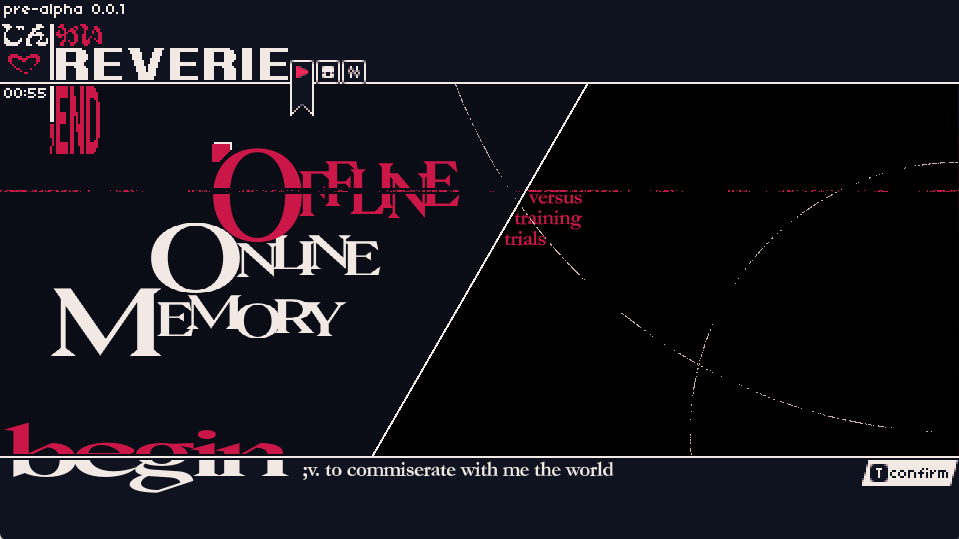 pre-alpha 0.0.1
REVERIE
00:55
END
OFFLINE
versus
training
trials
ONLINE
MEMORY
begin ;v. to commiserate with me the world
T confirm